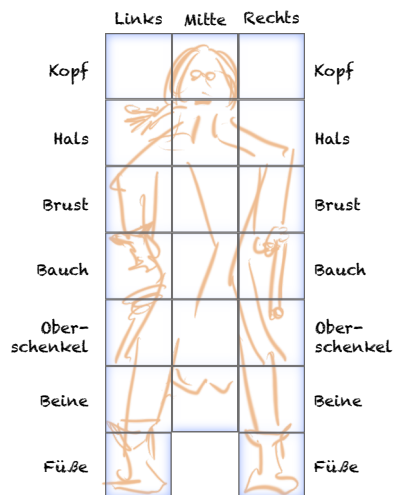 Links Mitte Rechts
Kopf Kopf
Hals Hals
Brust Brust
Bauch Bauch
Ober- Ober-
schenkel schenkel
Beine Beine
Füße Füße